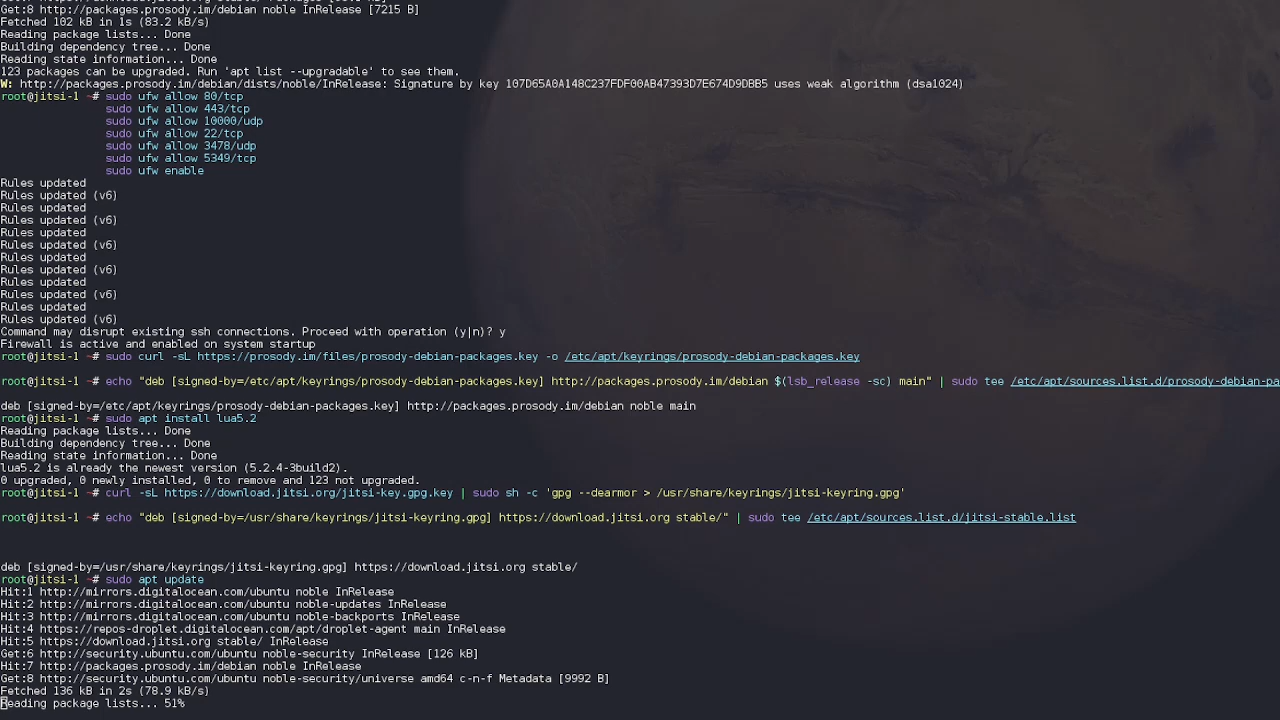 Get:8 http://packages.prosody.im/debian noble InRelease [7215 B]
Fetched 102 kB in 1s (83.2 kB/s)
Reading package lists... Done
Building dependency tree... Done
Reading state information... Done
123 packages can be upgraded. Run 'apt list --upgradable' to see them.
W: http://packages.prosody.im/debian/dists/noble/InRelease: Signature by key 107D65A0A148C237FDF00AB47393D7E674D9DBB5 uses weak algorithm (dsa1024)
root@jitsi-1 ~# sudo ufw allow 80/tcp
sudo ufw allow 443/tcp
sudo ufw allow 10000/udp
sudo ufw allow 22/tcp
sudo ufw allow 3478/udp
sudo ufw allow 5349/tcp
sudo ufw enable
Rules updated
Rules updated (v6)
Rules updated
Rules updated (v6)
Rules updated
Rules updated (v6)
Rules updated
Rules updated (v6)
Rules updated
Rules updated (v6)
Rules updated
Rules updated (v6)
Command may disrupt existing ssh connections. Proceed with operation (y|n)? y
Firewall is active and enabled on system startup
root@jitsi-1 ~# sudo curl -sL https://prosody.im/files/prosody-debian-packages.key -o /etc/apt/keyrings/prosody-debian-packages.key
root@jitsi-1 ~# echo "deb [signed-by=/etc/apt/keyrings/prosody-debian-packages.key] http://packages.prosody.im/debian $(lsb_release -sc) main" | sudo tee /etc/apt/sources.list.d/prosody-debian-pa
deb [signed-by=/etc/apt/keyrings/prosody-debian-packages.key] http://packages.prosody.im/debian noble main
root@jitsi-1 ~# sudo apt install lua5.2
Reading package lists... Done
Building dependency tree... Done
Reading state information... Done
lua5.2 is already the newest version (5.2.4-3build2).
0 upgraded, 0 newly installed, 0 to remove and 123 not upgraded.
root@jitsi-1 ~# curl -sL https://download.jitsi.org/jitsi-key.gpg.key | sudo sh -c 'gpg --dearmor > /usr/share/keyrings/jitsi-keyring.gpg'
root@jitsi-1 ~# echo "deb [signed-by=/usr/share/keyrings/jitsi-keyring.gpg] https://download.jitsi.org stable/" | sudo tee /etc/apt/sources.list.d/jitsi-stable.list
deb [signed-by=/usr/share/keyrings/jitsi-keyring.gpg] https://download.jitsi.org stable/
root@jitsi-1 ~# sudo apt update
Hit:1 http://mirrors.digitalocean.com/ubuntu noble InRelease
Hit:2 http://mirrors.digitalocean.com/ubuntu noble-updates InRelease
Hit:3 http://mirrors.digitalocean.com/ubuntu noble-backports InRelease
Hit:4 https://repos-droplet.digitalocean.com/apt/droplet-agent main InRelease
Hit:5 https://download.jitsi.org stable/ InRelease
Get:6 http://security.ubuntu.com/ubuntu noble-security InRelease [126 kB]
Hit:7 http://packages.prosody.im/debian noble InRelease
Get:8 http://security.ubuntu.com/ubuntu noble-security/universe amd64 c-n-f Metadata [9992 B]
Fetched 136 kB in 2s (78.9 kB/s)
Reading package lists... 51%